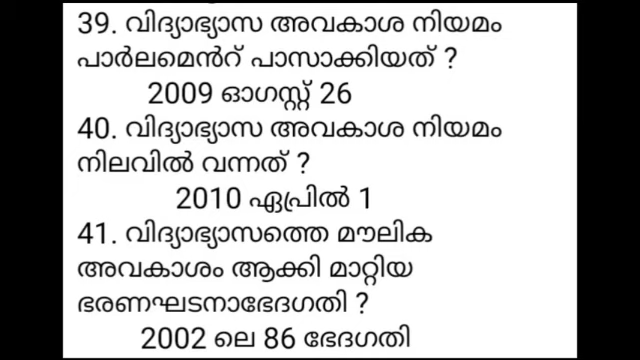 39. വിദ്യാഭ്യാസ അവകാശ നിയമം
പാർലമെൻറ് പാസാക്കിയത് ?
2009 ഓഗസ്റ്റ് 26
40. വിദ്യാഭ്യാസ അവകാശ നിയമം
നിലവിൽ വന്നത് ?
2010 ഏപ്രിൽ 1
41. വിദ്യാഭ്യാസത്തെ മൗലിക
അവകാശം ആക്കി മാറ്റിയ
ഭരണഘടനാഭേദഗതി ?
2002 ലെ 86 ഭേദഗതി